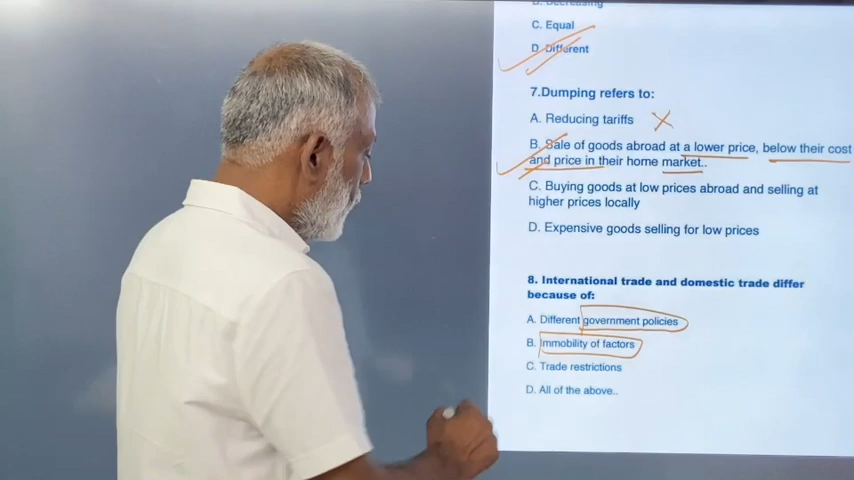 B. Decreasing
C. Equal
D. Different
7.Dumping refers to:
A. Reducing tariffs
B. Sale of goods abroad at a lower price, below their cost
and price in their home market..
C. Buying goods at low prices abroad and selling at
higher prices locally
D. Expensive goods selling for low prices
8. International trade and domestic trade differ
because of:
A. Different government policies
B. Immobility of factors
C. Trade restrictions
D. All of the above..